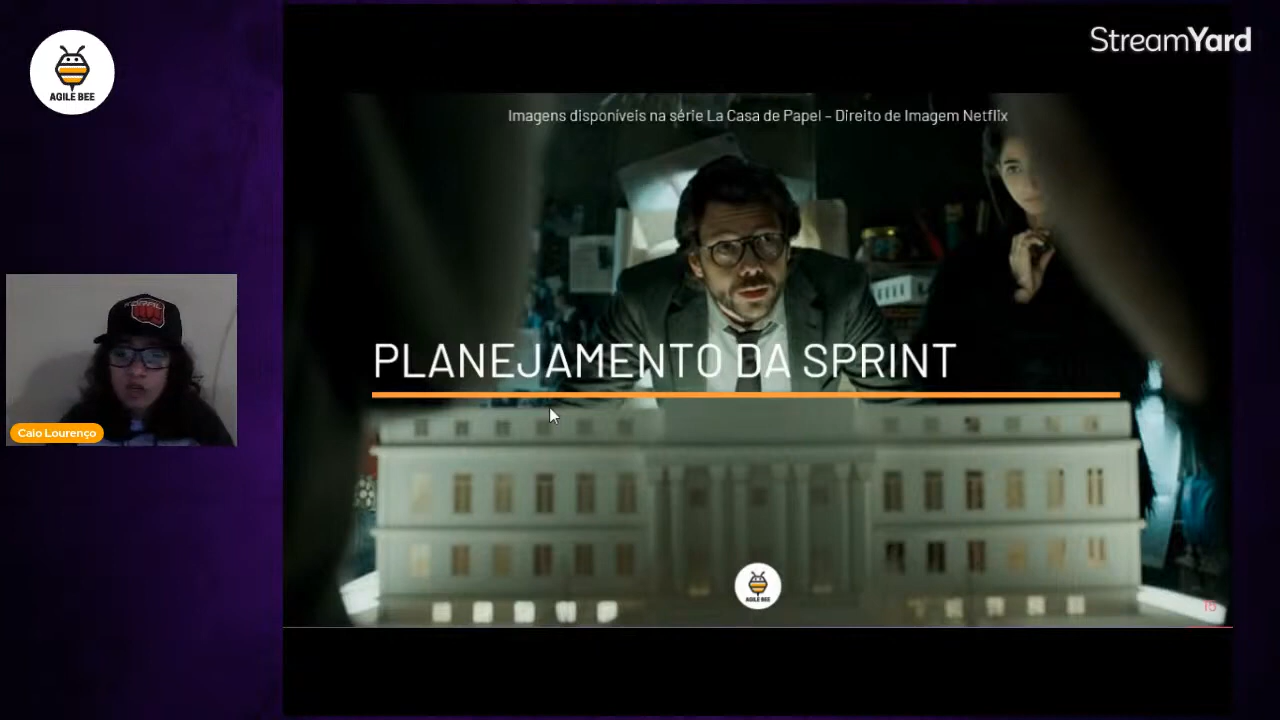 AGILE BEE
StreamYard
Imagens disponíveis na série La Casa de Papel – Direito de Imagem Netflix
PLANEJAMENTO DA SPRINT
Caio Lourenço
AGILE BEE
15